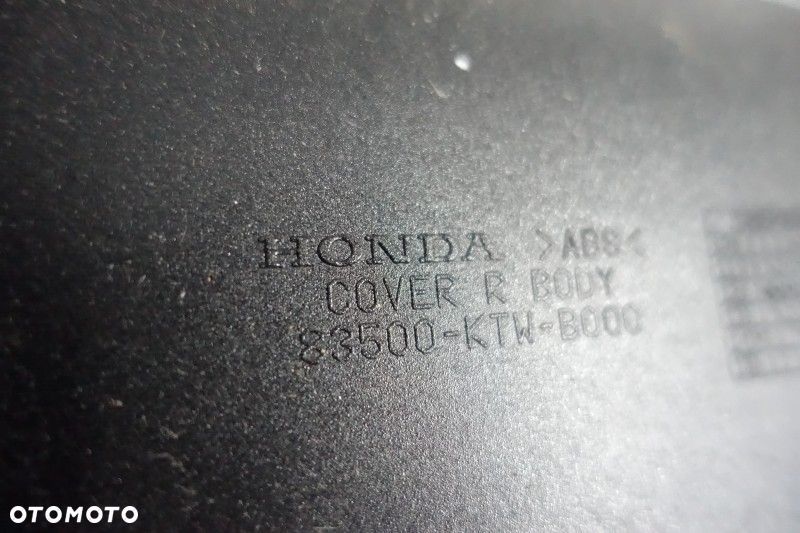 HONDA >ABS<
COVER R BODY
83500-KTW-B000
OTOMOTO